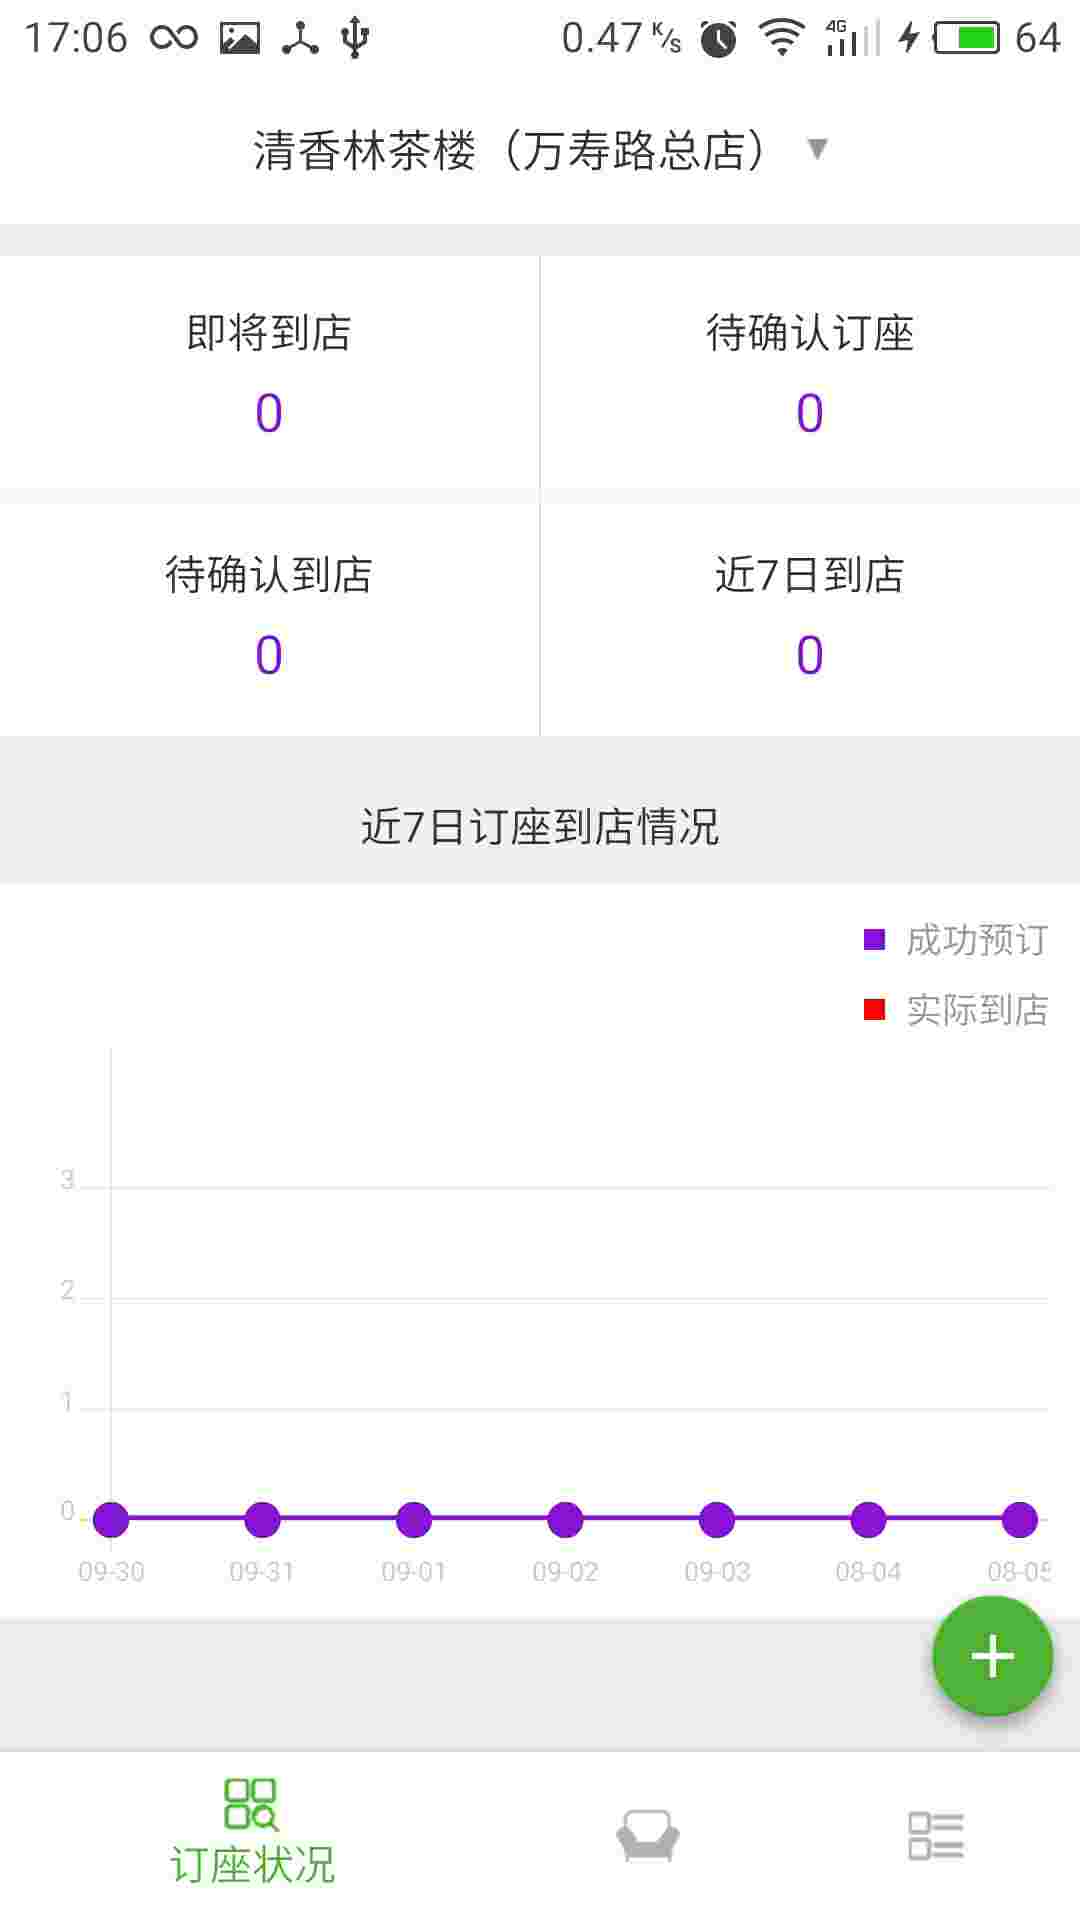 17:06 0.47 K/s 4G 64
清香林茶楼（万寿路总店）
即将到店 待确认订座
0 0
待确认到店 近7日到店
0 0
近7日订座到店情况
成功预订
实际到店
3
2
1
0
09-30 09-31 09-01 09-02 09-03 08-04 08-05
+
订座状况